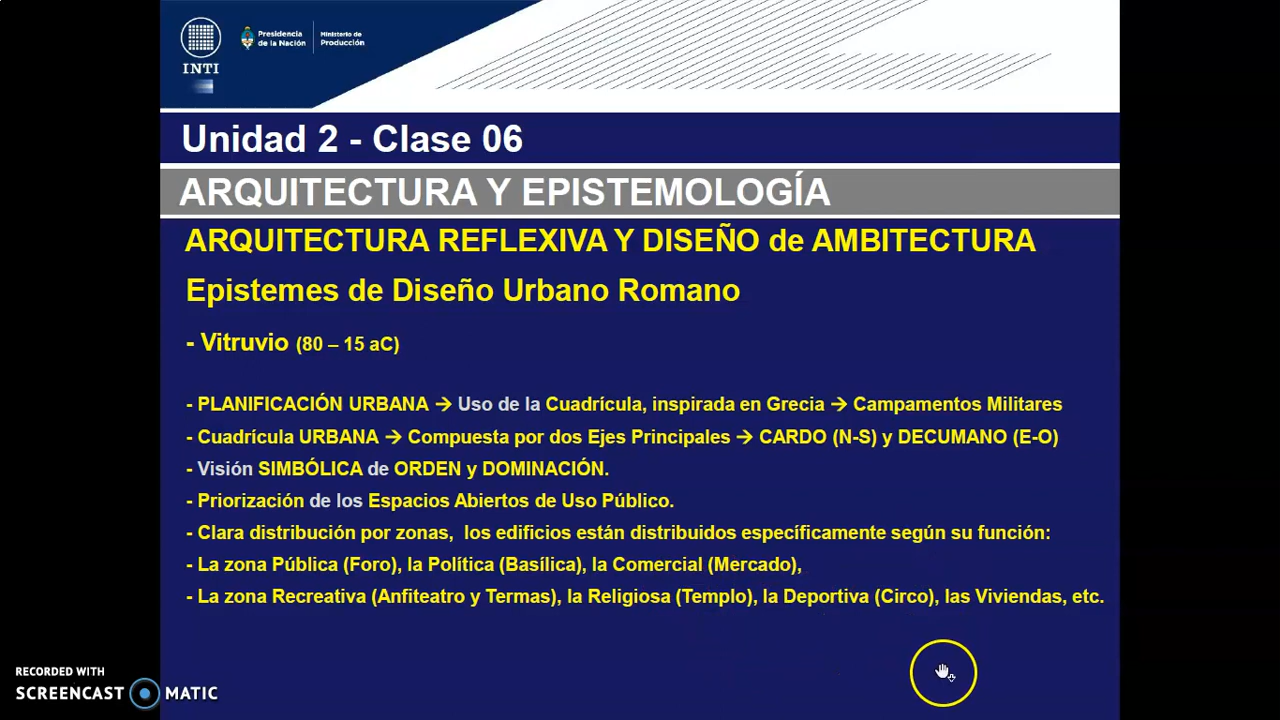 INTI
Presidencia de la Nación
Ministerio de Producción
Unidad 2 - Clase 06
ARQUITECTURA Y EPISTEMOLOGÍA
ARQUITECTURA REFLEXIVA Y DISEÑO de AMBITECTURA
Epistemes de Diseño Urbano Romano
- Vitruvio (80 – 15 aC)
- PLANIFICACIÓN URBANA → Uso de la Cuadrícula, inspirada en Grecia → Campamentos Militares
- Cuadrícula URBANA → Compuesta por dos Ejes Principales → CARDO (N-S) y DECUMANO (E-O)
- Visión SIMBÓLICA de ORDEN y DOMINACIÓN.
- Priorización de los Espacios Abiertos de Uso Público.
- Clara distribución por zonas, los edificios están distribuidos específicamente según su función:
- La zona Pública (Foro), la Política (Basílica), la Comercial (Mercado),
- La zona Recreativa (Anfiteatro y Termas), la Religiosa (Templo), la Deportiva (Circo), las Viviendas, etc.
RECORDED WITH
SCREENCAST MATIC